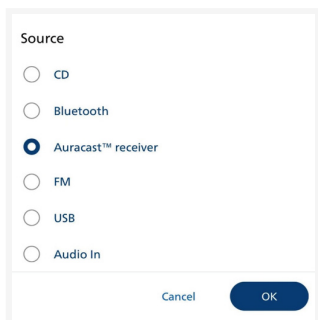 Source
CD
Bluetooth
Auracast™ receiver
FM
USB
Audio In
Cancel OK